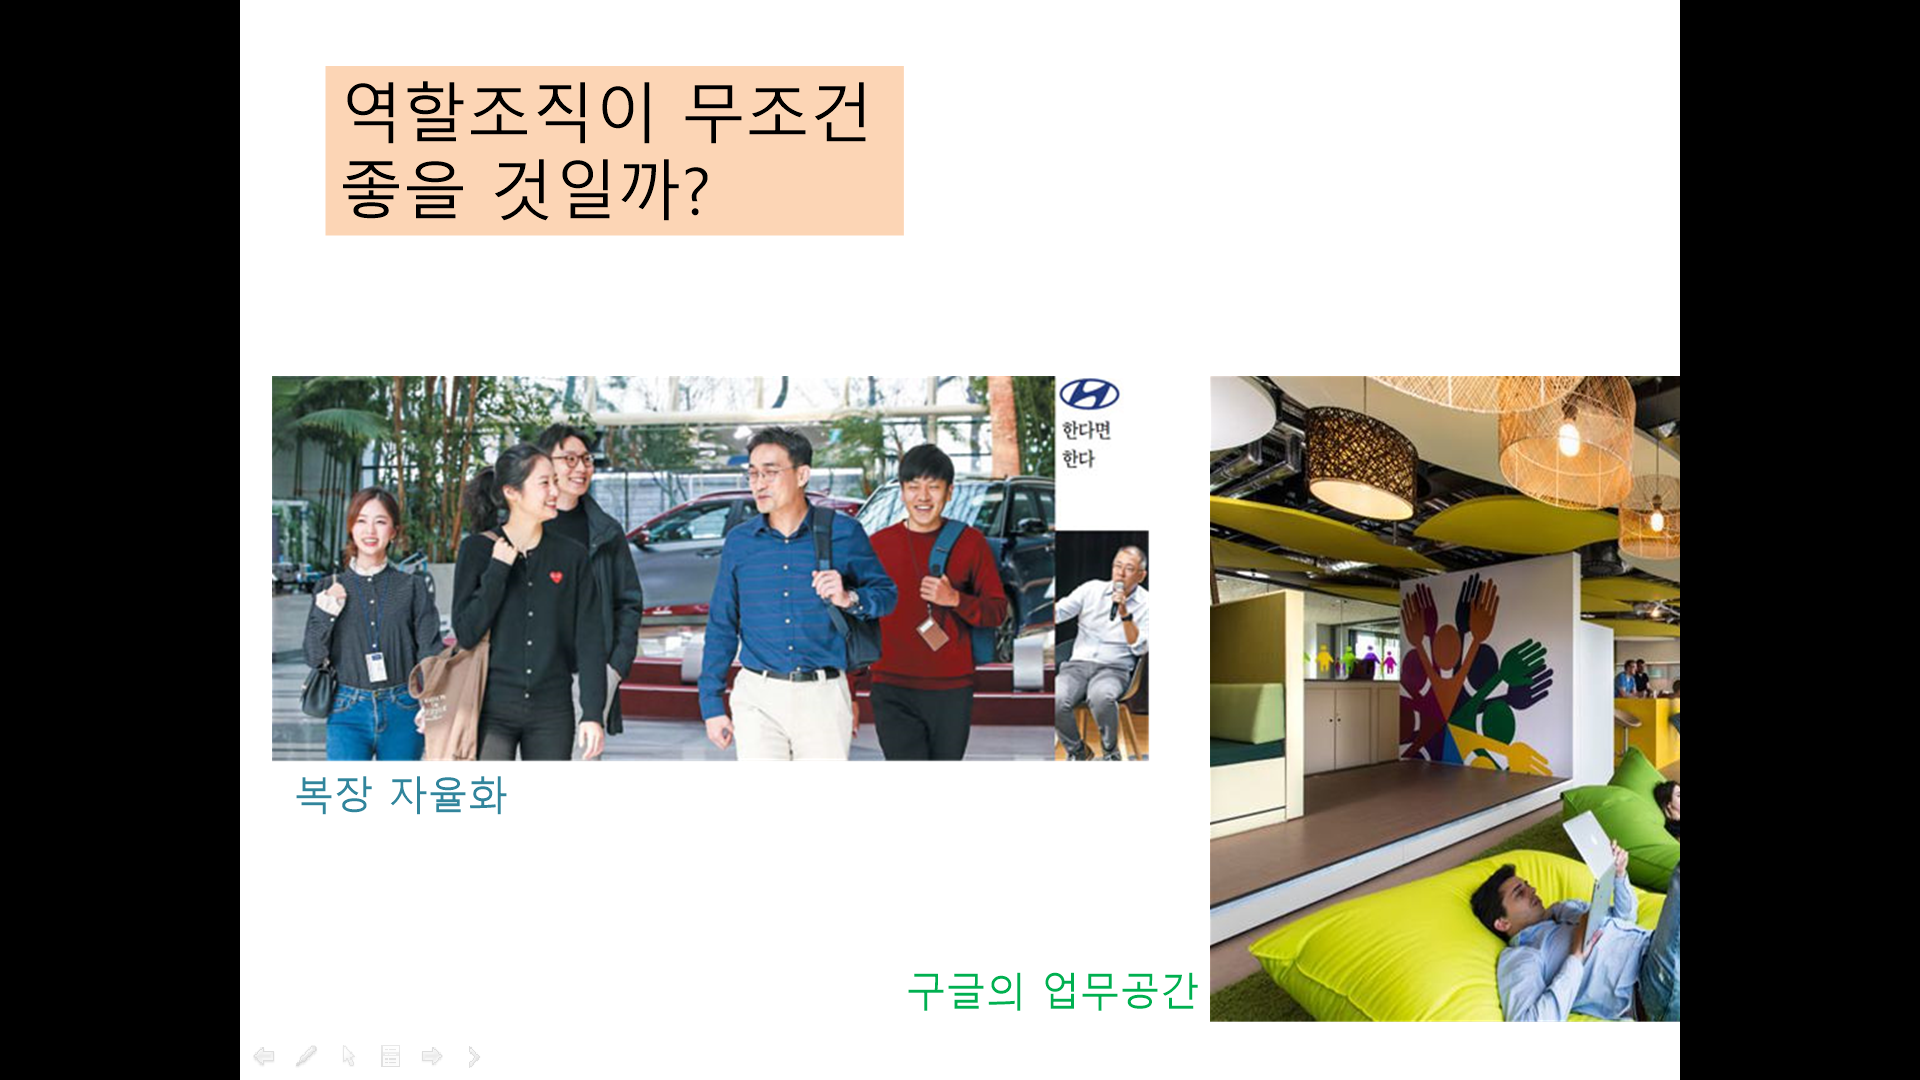 역할조직이 무조건
좋을 것일까?
한다면
한다
복장 자율화
구글의 업무공간